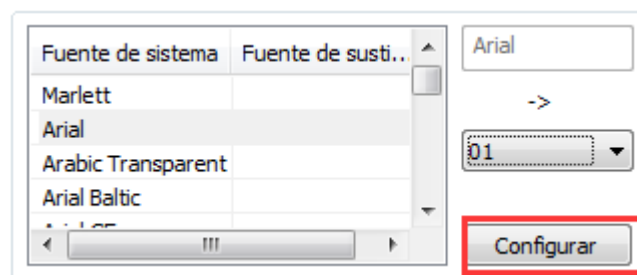 Fuente de sistema Fuente de susti...
Arial
Marlett
->
Arial
01
Arabic Transparent
Arial Baltic
Configurar